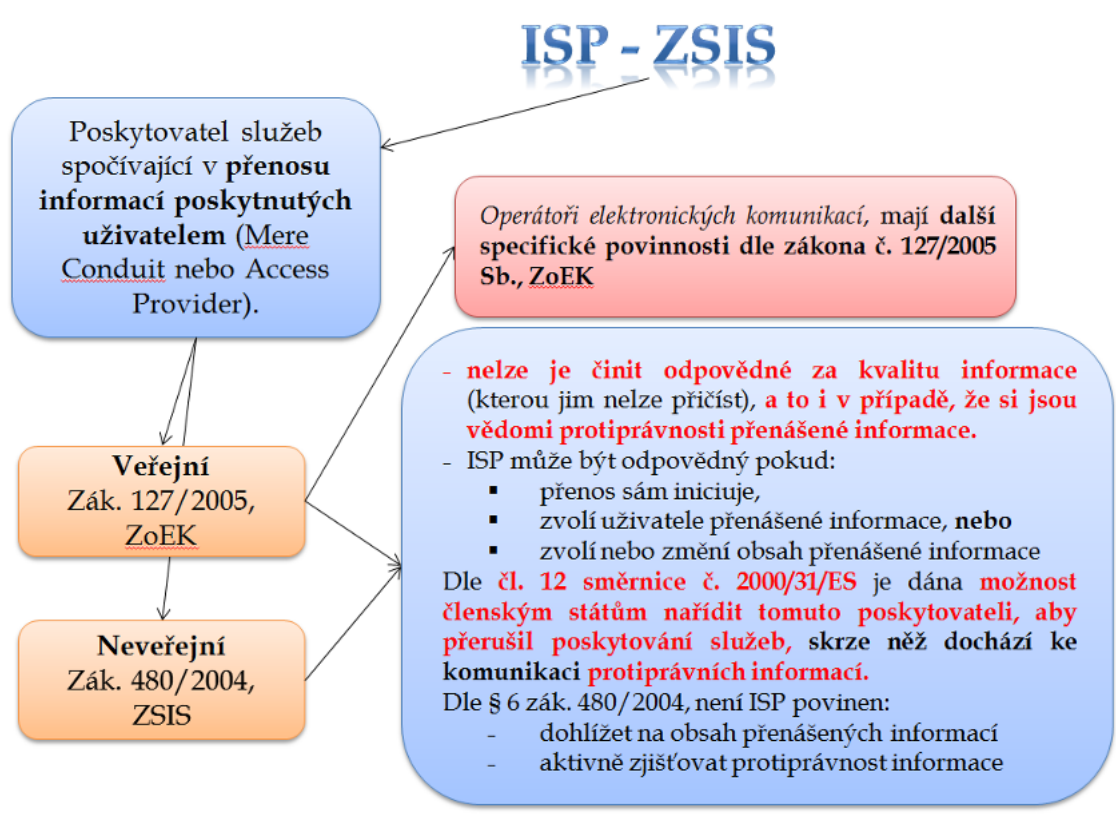 ISP - ZSIS
Poskytovatel služeb
spočívající v přenosu
informací poskytnutých
uživatelem (Mere
Conduit nebo Access
Provider).
Operátoři elektronických komunikací, mají další
specifické povinnosti dle zákona č. 127/2005
Sb., ZoEK
Veřejní
Zák. 127/2005,
ZoEK
Neveřejní
Zák. 480/2004,
ZSIS
- nelze je činit odpovědné za kvalitu informace
(kterou jim nelze přičíst), a to i v případě, že si jsou
vědomi protiprávnosti přenášené informace.
- ISP může být odpovědný pokud:
▪ přenos sám iniciuje,
▪ zvolí uživatele přenášené informace, nebo
▪ zvolí nebo změní obsah přenášené informace
Dle čl. 12 směrnice č. 2000/31/ES je dána možnost
členským státům nařídit tomuto poskytovateli, aby
přerušil poskytování služeb, skrze něž dochází ke
komunikaci protiprávních informací.
Dle § 6 zák. 480/2004, není ISP povinen:
- dohlížet na obsah přenášených informací
- aktivně zjišťovat protiprávnost informace